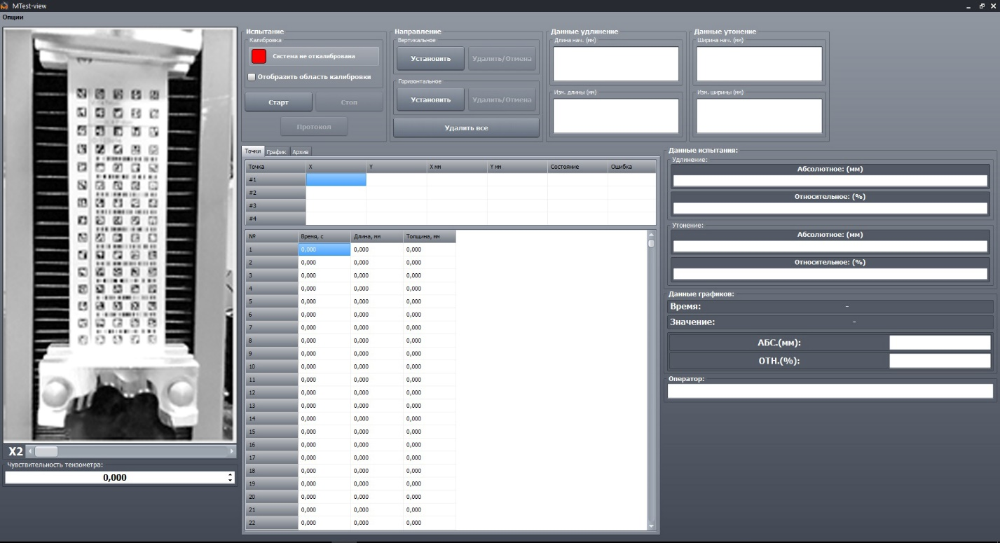 MTest-view
Опции
X2
Чувствительность тензометра:
0,000
Испытание
Калибровка
Система не откалибрована
Отобразить область калибровки
Старт
Стоп
Протокол
Направление
Вертикальное
Установить
Удалить/Отмена
Горизонтальное
Установить
Удалить/Отмена
Удалить все
Данные удлинение
Длина нач. (мм)
Изм. длины (мм)
Данные утонение
Ширина нач. (мм)
Изм. ширины (мм)
Точки График Архив
Точка X Y X мм Y мм Состояние Ошибка
#1
#2
#3
#4
№ Время, с Длина, мм Толщина, мм
1 0,000 0,000 0,000
2 0,000 0,000 0,000
3 0,000 0,000 0,000
4 0,000 0,000 0,000
5 0,000 0,000 0,000
6 0,000 0,000 0,000
7 0,000 0,000 0,000
8 0,000 0,000 0,000
9 0,000 0,000 0,000
10 0,000 0,000 0,000
11 0,000 0,000 0,000
12 0,000 0,000 0,000
13 0,000 0,000 0,000
14 0,000 0,000 0,000
15 0,000 0,000 0,000
16 0,000 0,000 0,000
17 0,000 0,000 0,000
18 0,000 0,000 0,000
19 0,000 0,000 0,000
20 0,000 0,000 0,000
21 0,000 0,000 0,000
22 0,000 0,000 0,000
Данные испытания:
Удлинение:
Абсолютное: (мм)
Относительное: (%)
Утонение:
Абсолютное: (мм)
Относительное: (%)
Данные графиков:
Время: -
Значение: -
АБС.(мм):
ОТН.(%):
Оператор: